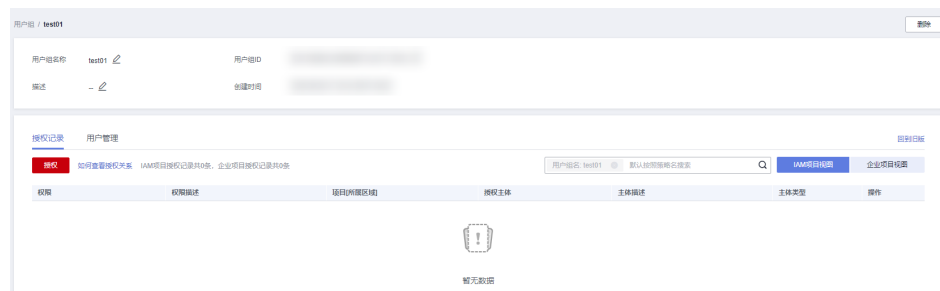 用户组 / test01
删除
用户组名称 test01 用户组ID
描述 -- 创建时间
授权记录 用户管理 回到旧版
授权 如何查看授权关系 IAM项目授权记录共0条，企业项目授权记录共0条 用户组名: test01 默认按照策略名搜索 IAM项目视图 企业项目视图
权限 权限描述 项目[所属区域] 授权主体 主体描述 主体类型 操作
暂无数据